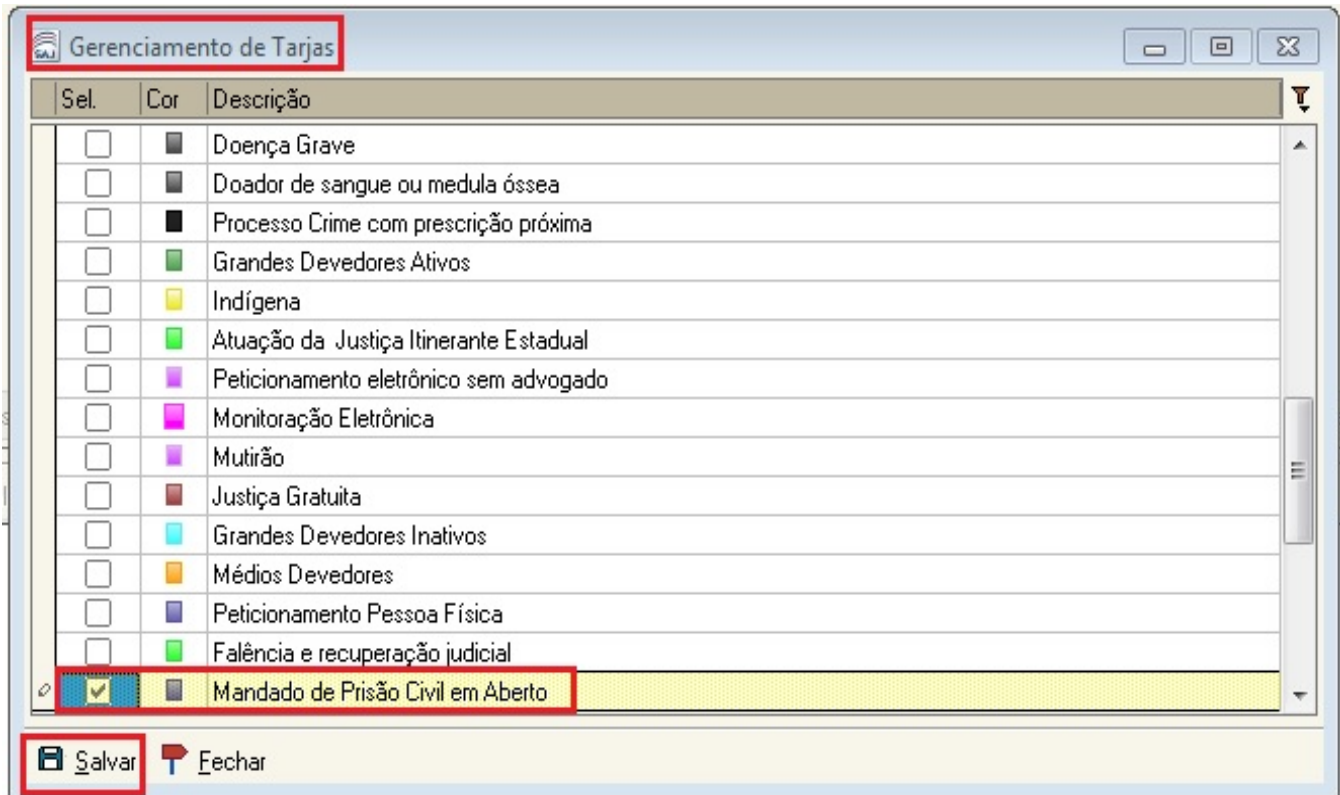 Gerenciamento de Tarjas
Sel. Cor Descrição
Doença Grave
Doador de sangue ou medula óssea
Processo Crime com prescrição próxima
Grandes Devedores Ativos
Indígena
Atuação da Justiça Itinerante Estadual
Peticionamento eletrônico sem advogado
Monitoração Eletrônica
Mutirão
Justiça Gratuita
Grandes Devedores Inativos
Médios Devedores
Peticionamento Pessoa Física
Falência e recuperação judicial
Mandado de Prisão Civil em Aberto
Salvar Fechar